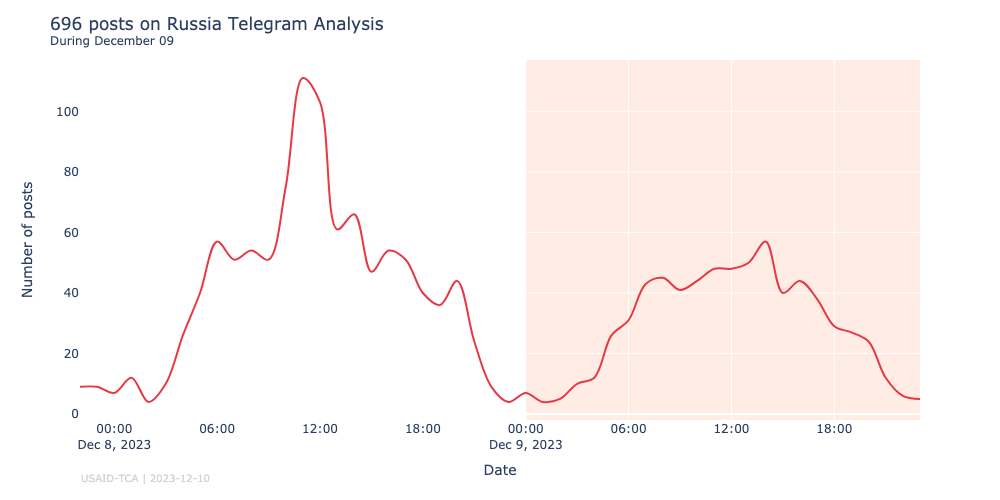 696 posts on Russia Telegram Analysis
During December 09
100
80
60
40
20
0
Number of posts
00:00
Dec 8, 2023
06:00
12:00
18:00
00:00
Dec 9, 2023
06:00
12:00
18:00
Date
USAID-TCA | 2023-12-10